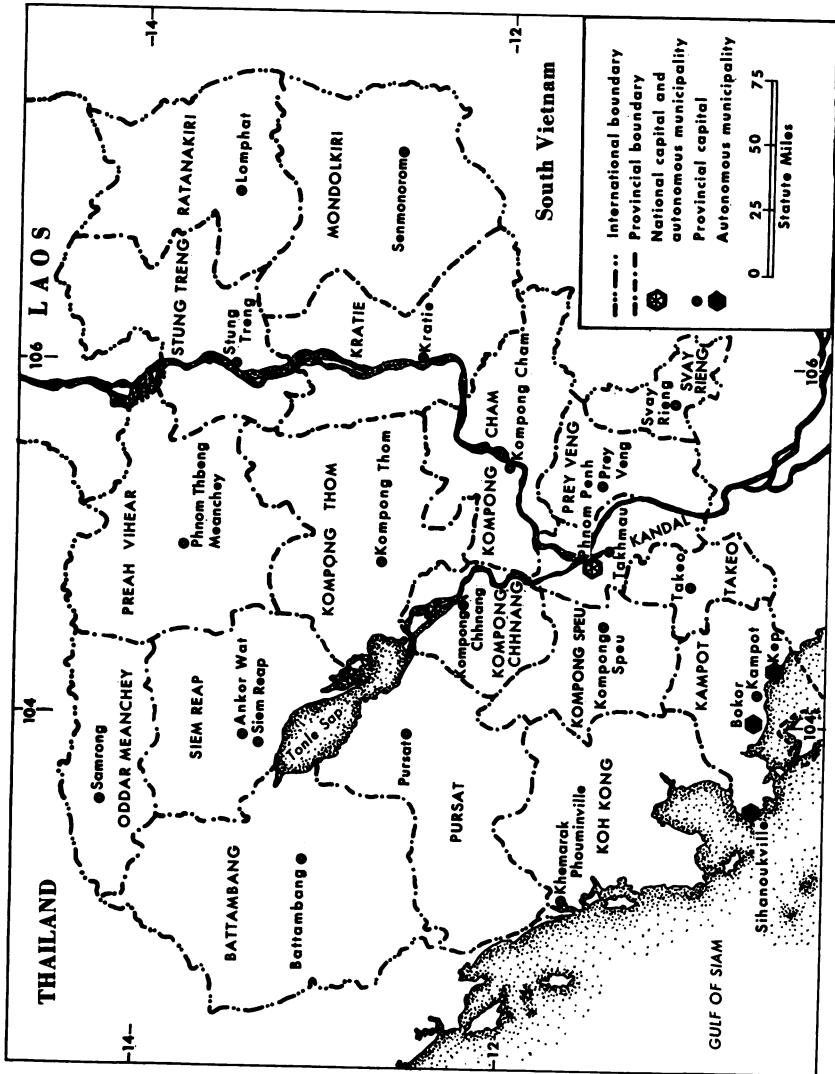 THAILAND
LAOS
104
106
14
14
Samrong
ODDAR MEANCHEY
PREAH VIHEAR
Phnom Thbeng
Meanchey
STUNG TRENG
Stung
Treng
RATANAKIRI
Lomphat
SIEM REAP
Ankor Wat
Siem Reap
BATTAMBANG
Battambang
Tonle Sap
KOMPONG THOM
Kompong Thom
KRATIE
Kratie
MONDOLKIRI
Senmonorom
Pursat
PURSAT
Kompong
Chhnang
KOMPONG
CHHNANG
KOMPONG CHAM
Kompong Cham
12
12
South Vietnam
Khemarak
Phouminville
KOH KONG
KOMPONG SPEU
Kompong
Speu
Phnom Penh
Takhmau
KANDAL
PREY VENG
Prey
Veng
Svay
Rieng
SVAY
RIENG
Takeo
TAKEO
KAMPOT
Bokor
Kampot
Kep
Sihanoukville
GULF OF SIAM
104
106
International boundary
Provincial boundary
National capital and
autonomous municipality
Provincial capital
Autonomous municipality
0 25 50 75
Statute Miles